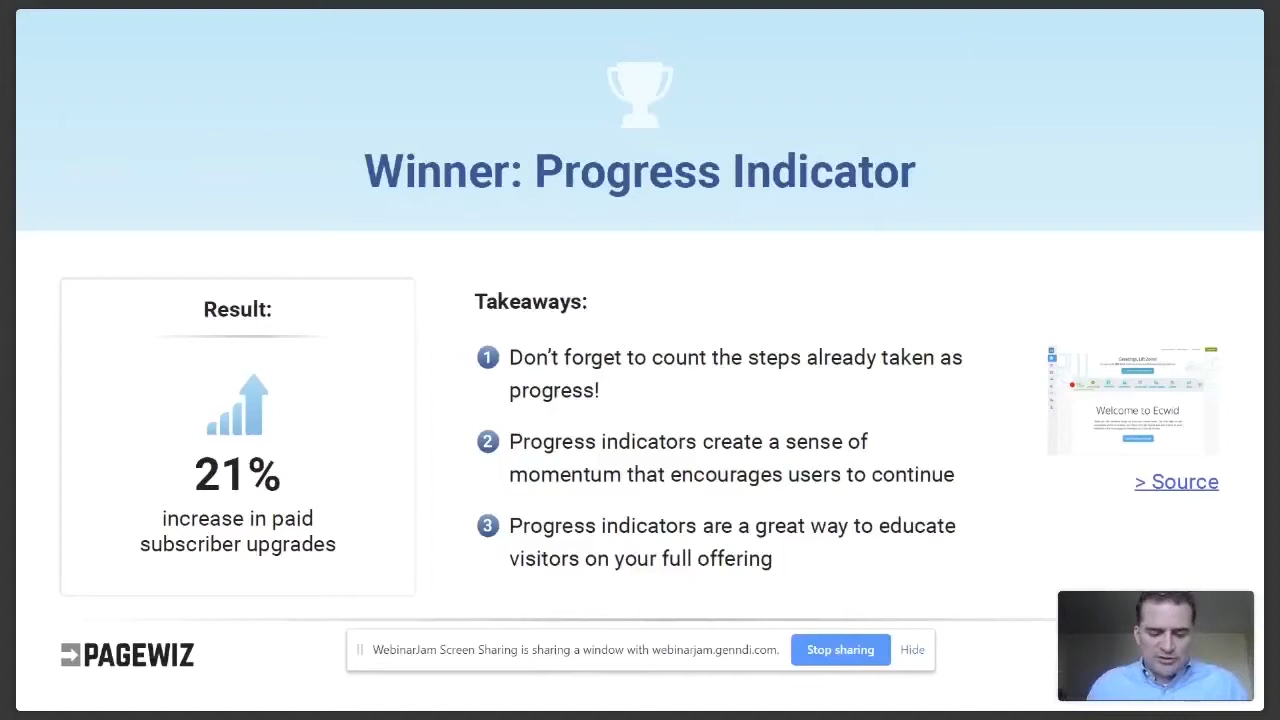 Winner: Progress Indicator
Result:
21%
increase in paid
subscriber upgrades
Takeaways:
1 Don’t forget to count the steps already taken as
progress!
2 Progress indicators create a sense of
momentum that encourages users to continue
3 Progress indicators are a great way to educate
visitors on your full offering
Welcome to Ecwid
> Source
PAGEWIZ
WebinarJam Screen Sharing is sharing a window with webinarjam.genndi.com.
Stop sharing
Hide